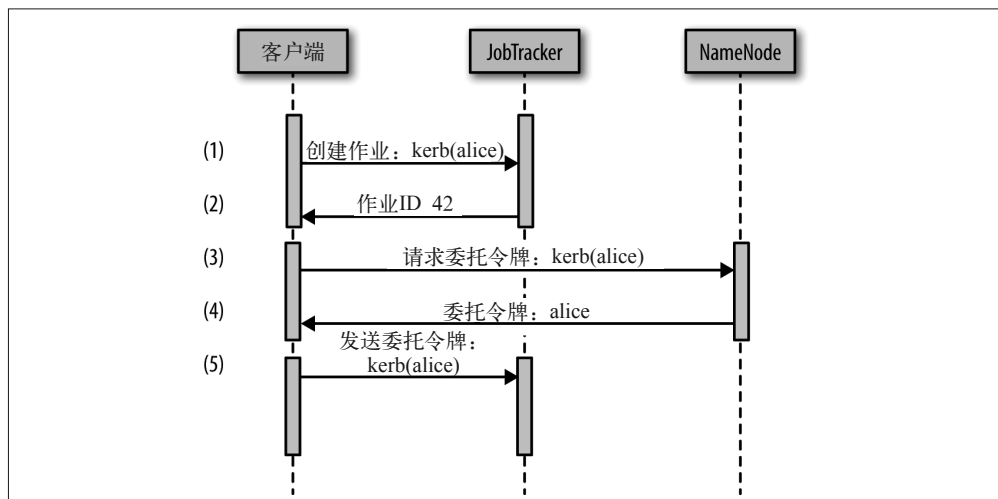 客户端
JobTracker
NameNode
(1)
创建作业：kerb(alice)
(2)
作业ID 42
(3)
请求委托令牌：kerb(alice)
(4)
委托令牌：alice
(5)
发送委托令牌：
kerb(alice)